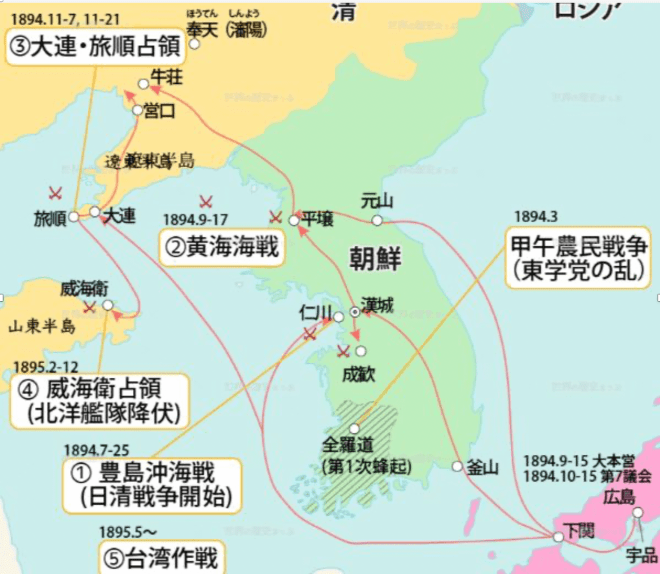 1894.11-7, 11-21
③大連・旅順占領
ほうてん しんよう
奉天(瀋陽)
清
ロシア
牛荘
営口
遼東半島
旅順
大連
1894.9-17
②黄海海戦
平壌
元山
朝鮮
1894.3
甲午農民戦争
(東学党の乱)
威海衛
山東半島
仁川
漢城
成歓
1895.2-12
④ 威海衛占領
(北洋艦隊降伏)
全羅道
(第1次蜂起)
釜山
1894.7-25
① 豊島沖海戦
(日清戦争開始)
1894.9-15 大本営
1894.10-15 第7議会
広島
下関
宇品
1895.5～
⑤台湾作戦